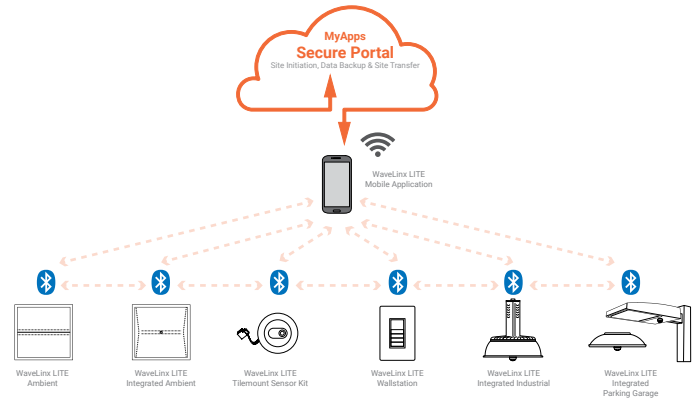 MyApps
Secure Portal
Site Initiation, Data Backup & Site Transfer
WaveLinx LITE
Mobile Application
WaveLinx LITE
Ambient
WaveLinx LITE
Integrated Ambient
WaveLinx LITE
Tilemount Sensor Kit
WaveLinx LITE
Wallstation
WaveLinx LITE
Integrated Industrial
WaveLinx LITE
Integrated
Parking Garage